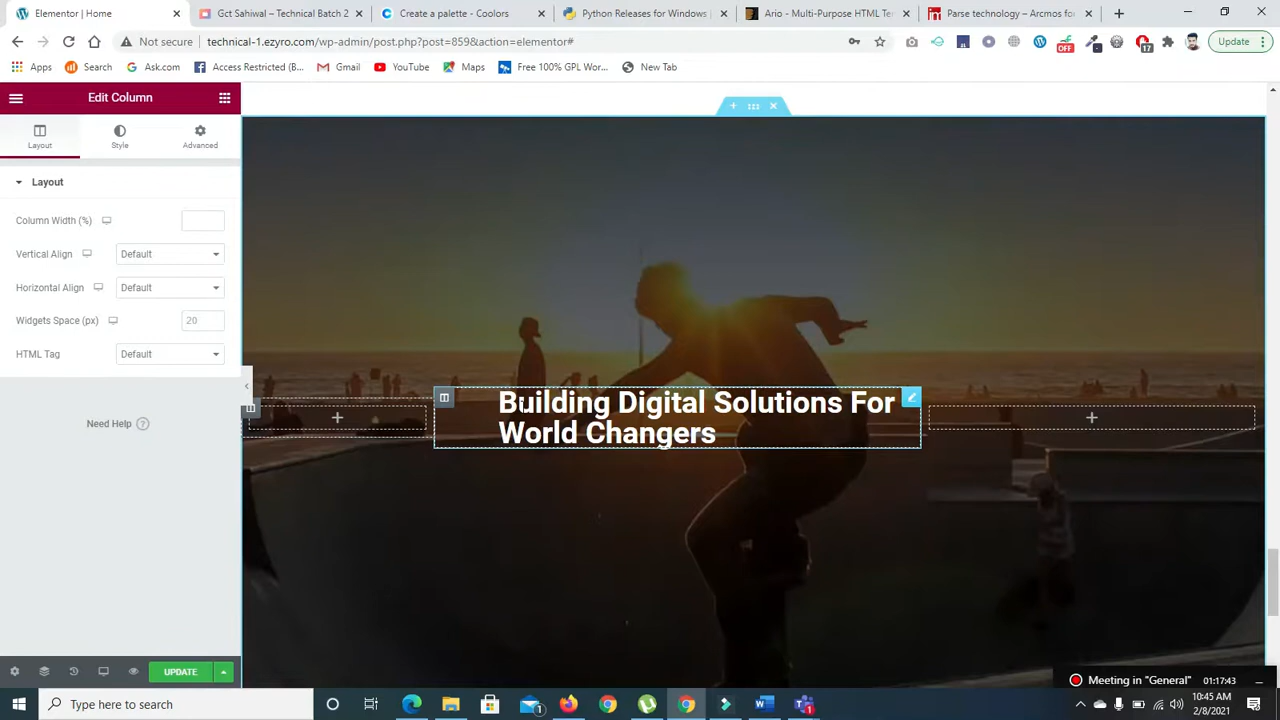 Elementor | Home
Gct Sahiwal – Technical Batch 2
Create a palette - Coolors
Python Releases for Windows
Ario - Multi-Purpose HTML Tem
Parse technology – Arcmos for
Not secure
technical-1.ezyro.com/wp-admin/post.php?post=859&action=elementor#
OFF
17
Update
Apps
Search
Ask.com
Access Restricted (B...
Gmail
YouTube
Maps
Free 100% GPL Wor...
New Tab
Edit Column
Layout
Style
Advanced
Layout
Column Width (%)
Vertical Align
Default
Horizontal Align
Default
Widgets Space (px)
20
HTML Tag
Default
Need Help
UPDATE
Building Digital Solutions For
World Changers
Meeting in "General"
01:17:43
Type here to search
10:45 AM
2/8/2021